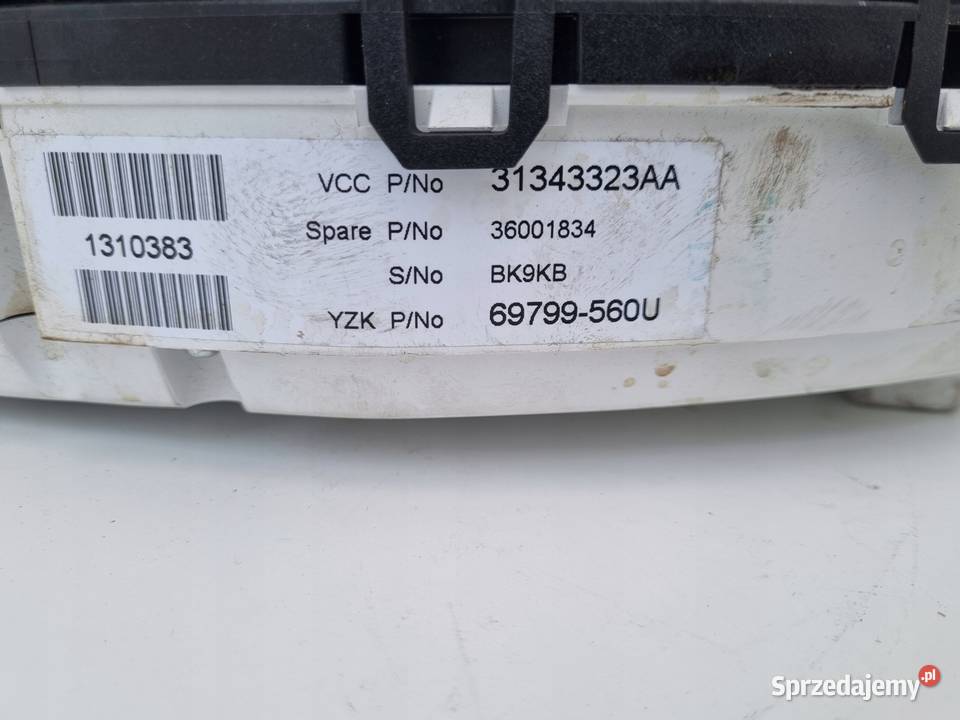 VCC P/No 31343323AA
Spare P/No 36001834
1310383
S/No BK9KB
YZK P/No 69799-560U
Sprzedajemy.pl